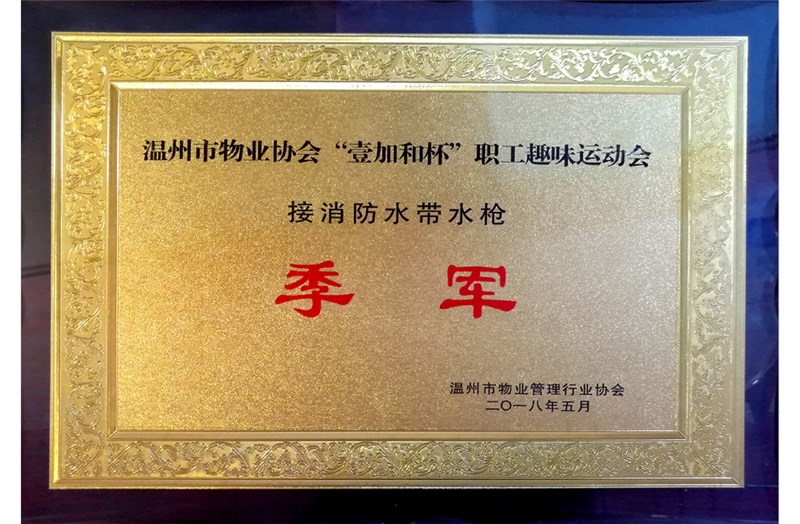 温州市物业协会“壹加和杯”职工趣味运动会
接消防水带水枪
季军
温州市物业管理行业协会
二〇一八年五月